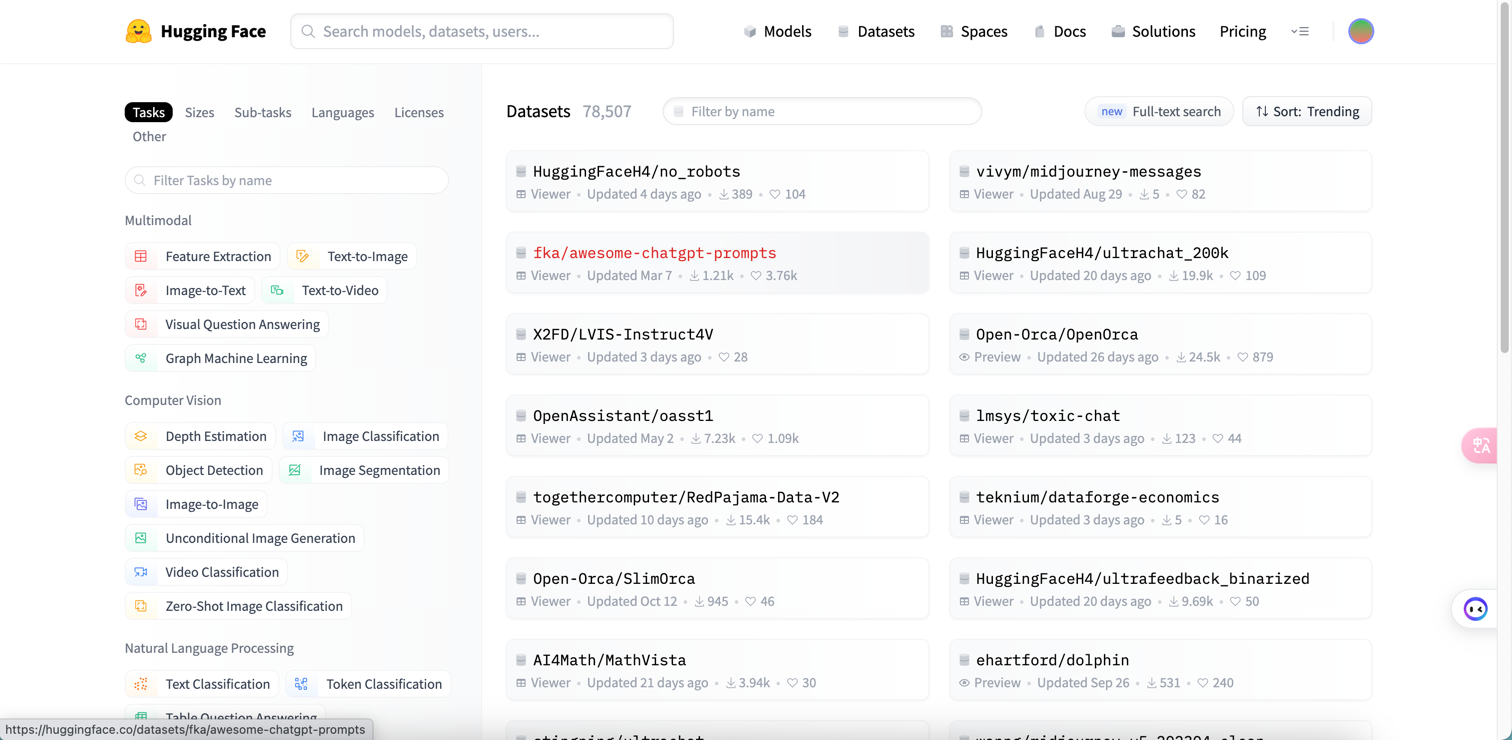 Hugging Face
Search models, datasets, users...
Models
Datasets
Spaces
Docs
Solutions
Pricing
Tasks
Sizes
Sub-tasks
Languages
Licenses
Other
Filter Tasks by name
Multimodal
Feature Extraction
Text-to-Image
Image-to-Text
Text-to-Video
Visual Question Answering
Graph Machine Learning
Computer Vision
Depth Estimation
Image Classification
Object Detection
Image Segmentation
Image-to-Image
Unconditional Image Generation
Video Classification
Zero-Shot Image Classification
Natural Language Processing
Text Classification
Token Classification
Table Question Answering
https://huggingface.co/datasets/fka/awesome-chatgpt-prompts
Datasets 78,507
Filter by name
new Full-text search
Sort: Trending
HuggingFaceH4/no_robots
Viewer • Updated 4 days ago • 389 • 104
vivym/midjourney-messages
Viewer • Updated Aug 29 • 5 • 82
fka/awesome-chatgpt-prompts
Viewer • Updated Mar 7 • 1.21k • 3.76k
HuggingFaceH4/ultrachat_200k
Viewer • Updated 20 days ago • 19.9k • 109
X2FD/LVIS-Instruct4V
Viewer • Updated 3 days ago • 28
Open-Orca/OpenOrca
Preview • Updated 26 days ago • 24.5k • 879
OpenAssistant/oasst1
Viewer • Updated May 2 • 7.23k • 1.09k
lmsys/toxic-chat
Viewer • Updated 3 days ago • 123 • 44
togethercomputer/RedPajama-Data-V2
Viewer • Updated 10 days ago • 15.4k • 184
teknium/dataforge-economics
Viewer • Updated 3 days ago • 5 • 16
Open-Orca/SlimOrca
Viewer • Updated Oct 12 • 945 • 46
HuggingFaceH4/ultrafeedback_binarized
Viewer • Updated 20 days ago • 9.69k • 50
AI4Math/MathVista
Viewer • Updated 21 days ago • 3.94k • 30
ehartford/dolphin
Preview • Updated Sep 26 • 531 • 240
中A